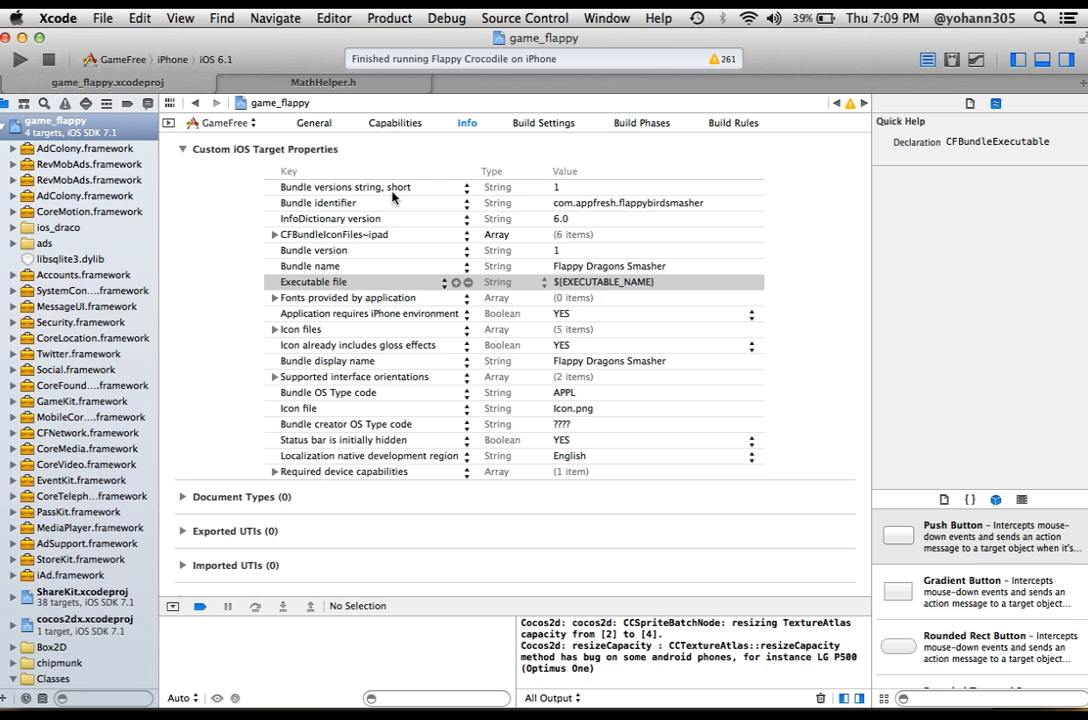 Xcode File Edit View Find Navigate Editor Product Debug Source Control Window Help 39% Thu 7:09 PM @yohann305
game_flappy
GameFree iPhone iOS 6.1
Finished running Flappy Crocodile on iPhone 261
game_flappy.xcodeproj MathHelper.h
game_flappy
4 targets, iOS SDK 7.1
AdColony.framework
RevMobAds.framework
RevMobAds.framework
AdColony.framework
CoreMotion.framework
ios_draco
ads
libsqlite3.dylib
Accounts.framework
SystemCon….framework
MessageUI.framework
Security.framework
CoreLocation.framework
Twitter.framework
Social.framework
CoreFound….framework
GameKit.framework
MobileCor….framework
CFNetwork.framework
CoreMedia.framework
CoreVideo.framework
EventKit.framework
CoreTeleph….framework
PassKit.framework
MediaPlayer.framework
AdSupport.framework
StoreKit.framework
iAd.framework
ShareKit.xcodeproj
38 targets, iOS SDK 7.1
cocos2dx.xcodeproj
1 target, iOS SDK 7.1
Box2D
chipmunk
Classes
game_flappy
GameFree General Capabilities Info Build Settings Build Phases Build Rules
Custom iOS Target Properties
Key Type Value
Bundle versions string, short String 1
Bundle identifier String com.appfresh.flappybirdsmasher
InfoDictionary version String 6.0
CFBundleIconFiles~ipad Array (6 items)
Bundle version String 1
Bundle name String Flappy Dragons Smasher
Executable file String ${EXECUTABLE_NAME}
Fonts provided by application Array (0 items)
Application requires iPhone environment Boolean YES
Icon files Array (5 items)
Icon already includes gloss effects Boolean YES
Bundle display name String Flappy Dragons Smasher
Supported interface orientations Array (2 items)
Bundle OS Type code String APPL
Icon file String Icon.png
Bundle creator OS Type code String ????
Status bar is initially hidden Boolean YES
Localization native development region String English
Required device capabilities Array (1 item)
Document Types (0)
Exported UTIs (0)
Imported UTIs (0)
No Selection
Cocos2d: cocos2d: CCSpriteBatchNode: resizing TextureAtlas
capacity from [2] to [4].
Cocos2d: resizeCapacity : CCTextureAtlas::resizeCapacity
method has bug on some android phones, for instance LG P500
(Optimus One)
Auto All Output
Quick Help
Declaration CFBundleExecutable
Push Button – Intercepts mouse-
down events and sends an action
message to a target object when it's…
Gradient Button – Intercepts
mouse-down events and sends an
action message to a target object…
Rounded Rect Button – Intercepts
mouse-down events and sends an
action message to a target object…